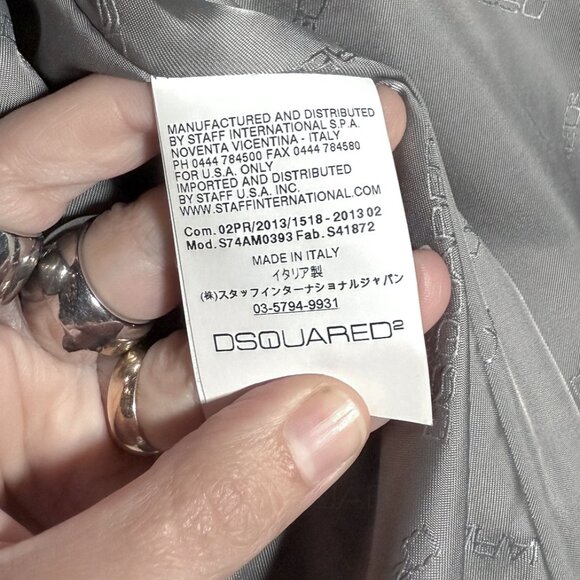 MANUFACTURED AND DISTRIBUTED
BY STAFF INTERNATIONAL S.P.A.
NOVENTA VICENTINA - ITALY
PH 0444 784500 FAX 0444 784580
FOR U.S.A. ONLY
IMPORTED AND DISTRIBUTED
BY STAFF U.S.A. INC.
WWW.STAFFINTERNATIONAL.COM
Com. 02PR/2013/1518 - 2013 02
Mod. S74AM0393 Fab. S41872
MADE IN ITALY
イタリア製
(株)スタッフインターナショナルジャパン
03-5794-9931
DSQUARED²